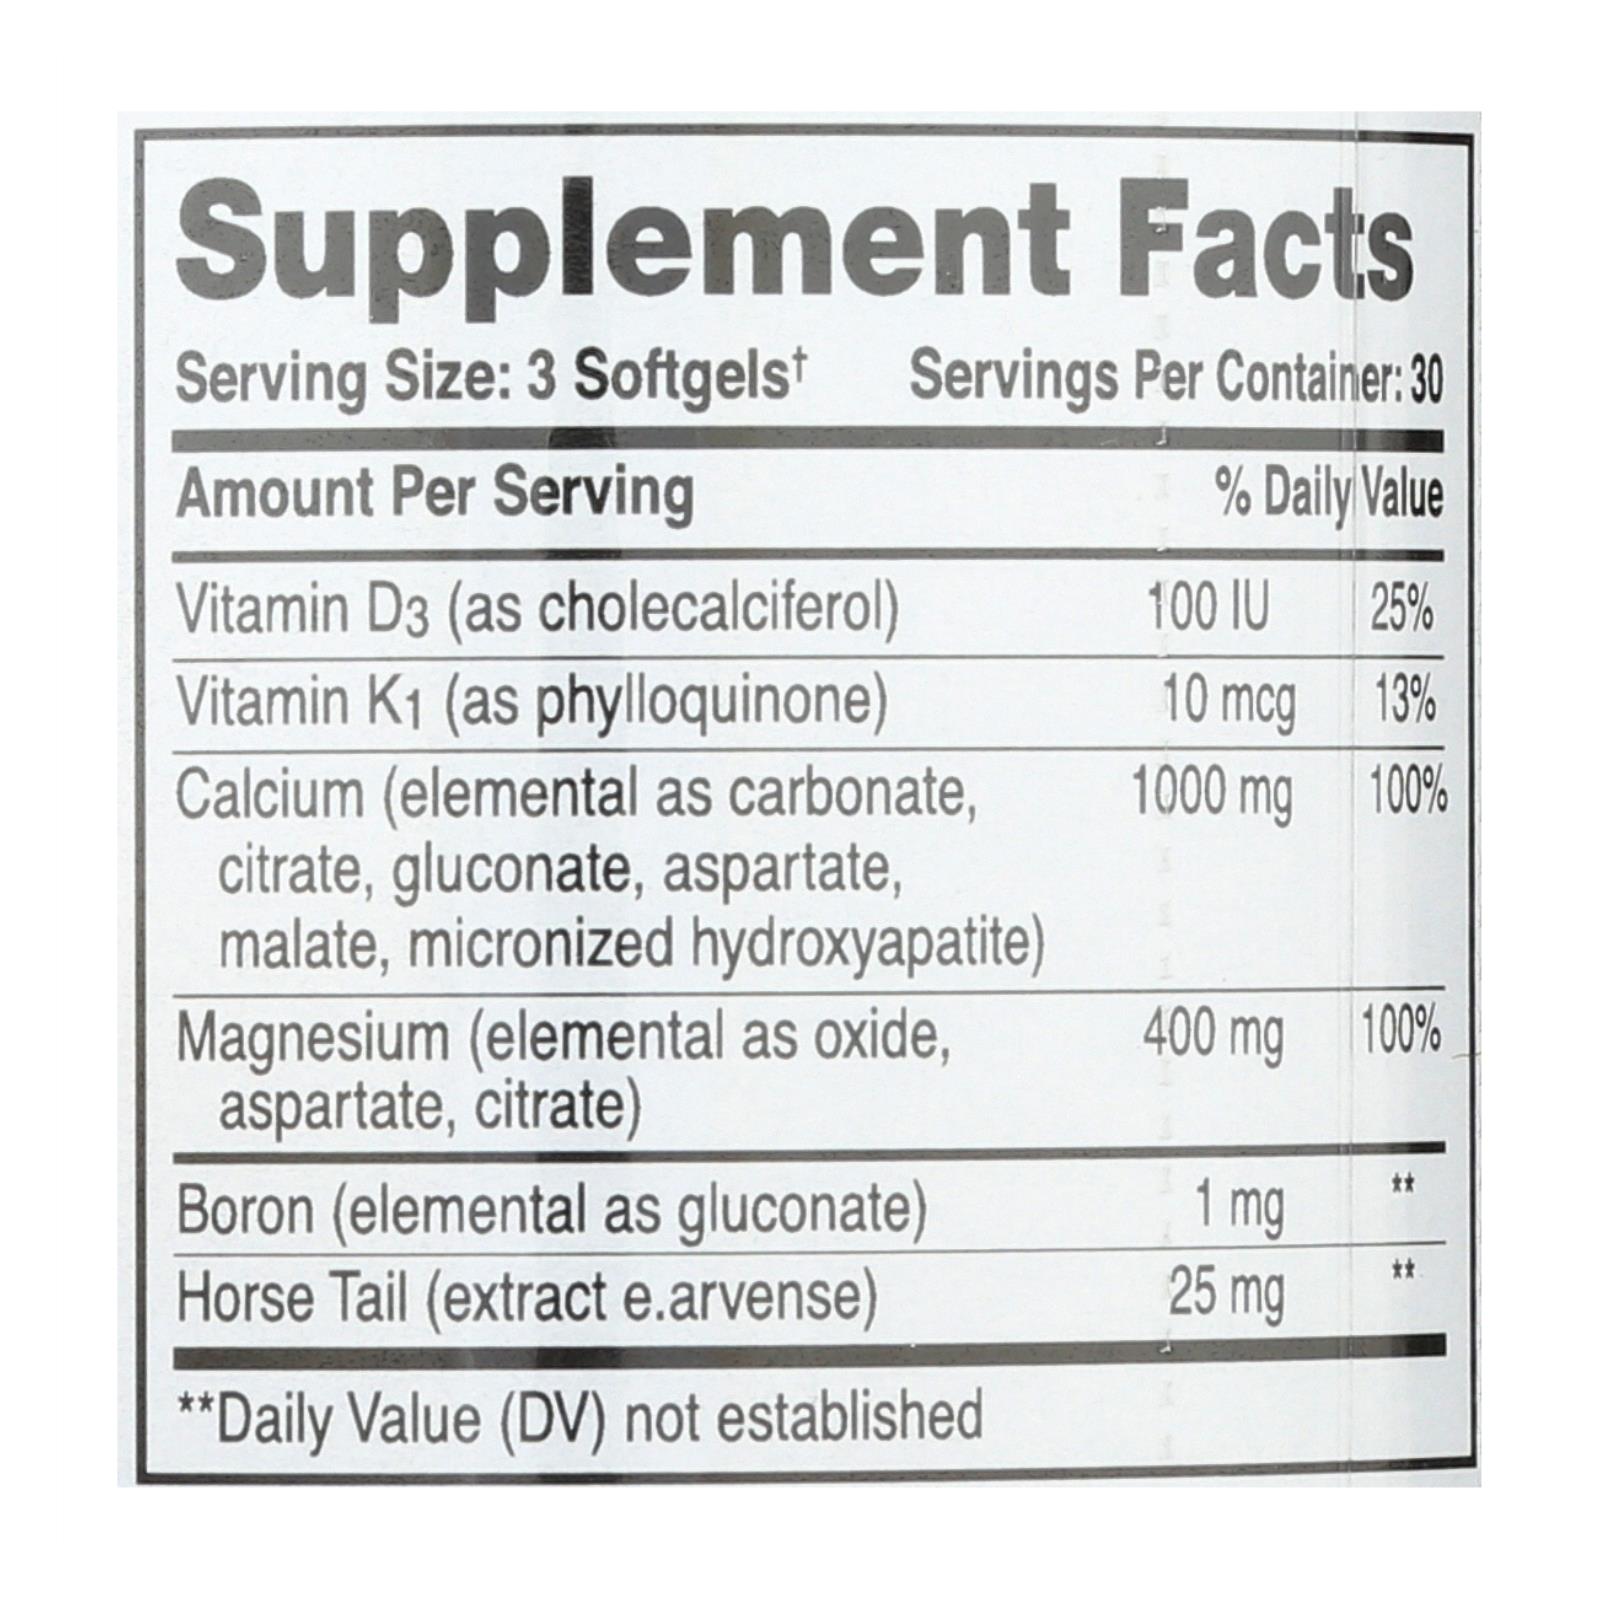 Supplement Facts
Serving Size: 3 Softgels† Servings Per Container: 30
Amount Per Serving % Daily Value
Vitamin D3 (as cholecalciferol) 100 IU 25%
Vitamin K1 (as phylloquinone) 10 mcg 13%
Calcium (elemental as carbonate, 1000 mg 100%
citrate, gluconate, aspartate,
malate, micronized hydroxyapatite)
Magnesium (elemental as oxide, 400 mg 100%
aspartate, citrate)
Boron (elemental as gluconate) 1 mg **
Horse Tail (extract e.arvense) 25 mg **
**Daily Value (DV) not established